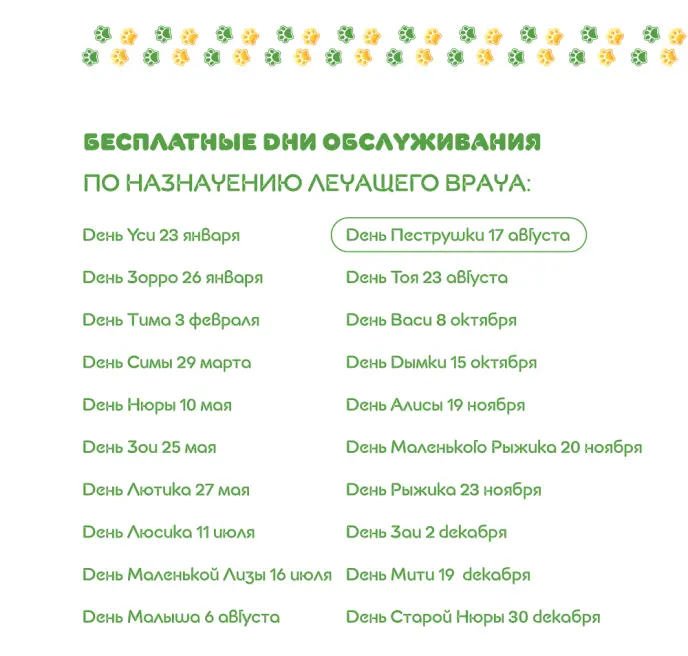 БЕСПЛАТНЫЕ ДНИ ОБСЛУЖИВАНИЯ
ПО НАЗНАЧЕНИЮ ЛЕЧАЩЕГО ВРАЧА:
День Уси 23 января
День Зорро 26 января
День Тима 3 февраля
День Симы 29 марта
День Нюры 10 мая
День Зои 25 мая
День Лютика 27 мая
День Люсика 11 июля
День Маленькой Лизы 16 июля
День Малыша 6 августа
День Пеструшки 17 августа
День Тоя 23 августа
День Васи 8 октября
День Дымки 15 октября
День Алисы 19 ноября
День Маленького Рыжика 20 ноября
День Рыжика 23 ноября
День Заи 2 декабря
День Мити 19 декабря
День Старой Нюры 30 декабря